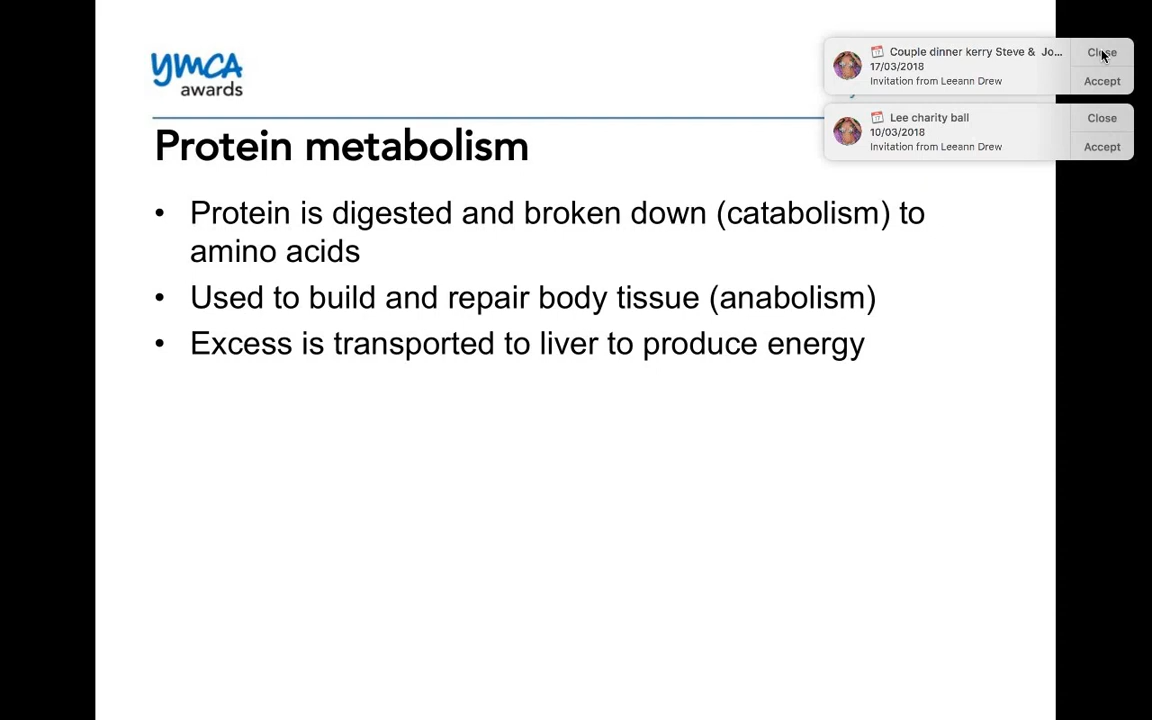 ymca
awards
Couple dinner kerry Steve & Jo...
17/03/2018
Invitation from Leeann Drew
Close
Accept
Lee charity ball
10/03/2018
Invitation from Leeann Drew
Close
Accept
Protein metabolism
• Protein is digested and broken down (catabolism) to
amino acids
• Used to build and repair body tissue (anabolism)
• Excess is transported to liver to produce energy